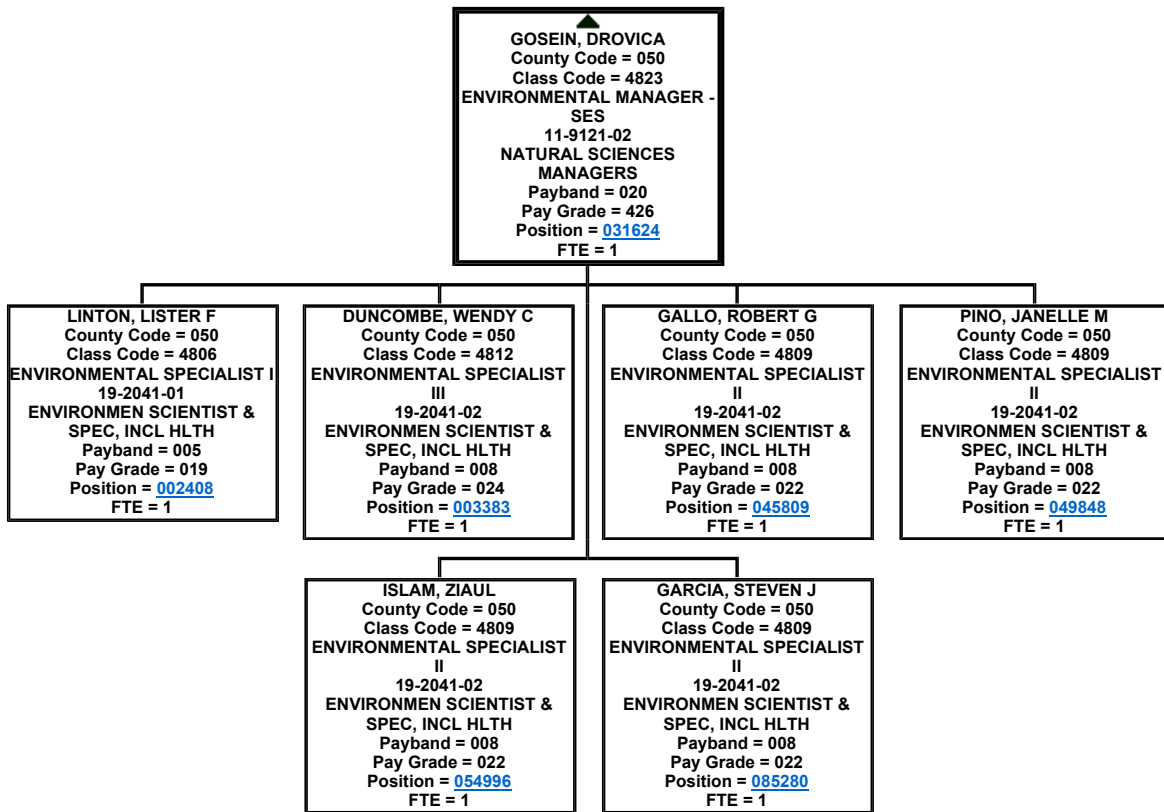 GOSEIN, DROVICA
County Code = 050
Class Code = 4823
ENVIRONMENTAL MANAGER -
SES
11-9121-02
NATURAL SCIENCES
MANAGERS
Payband = 020
Pay Grade = 426
Position = 031624
FTE = 1
LINTON, LISTER F
County Code = 050
Class Code = 4806
ENVIRONMENTAL SPECIALIST I
19-2041-01
ENVIRONMEN SCIENTIST &
SPEC, INCL HLTH
Payband = 005
Pay Grade = 019
Position = 002408
FTE = 1
DUNCOMBE, WENDY C
County Code = 050
Class Code = 4812
ENVIRONMENTAL SPECIALIST
III
19-2041-02
ENVIRONMEN SCIENTIST &
SPEC, INCL HLTH
Payband = 008
Pay Grade = 024
Position = 003383
FTE = 1
GALLO, ROBERT G
County Code = 050
Class Code = 4809
ENVIRONMENTAL SPECIALIST
II
19-2041-02
ENVIRONMEN SCIENTIST &
SPEC, INCL HLTH
Payband = 008
Pay Grade = 022
Position = 045809
FTE = 1
PINO, JANELLE M
County Code = 050
Class Code = 4809
ENVIRONMENTAL SPECIALIST
II
19-2041-02
ENVIRONMEN SCIENTIST &
SPEC, INCL HLTH
Payband = 008
Pay Grade = 022
Position = 049848
FTE = 1
ISLAM, ZIAUL
County Code = 050
Class Code = 4809
ENVIRONMENTAL SPECIALIST
II
19-2041-02
ENVIRONMEN SCIENTIST &
SPEC, INCL HLTH
Payband = 008
Pay Grade = 022
Position = 054996
FTE = 1
GARCIA, STEVEN J
County Code = 050
Class Code = 4809
ENVIRONMENTAL SPECIALIST
II
19-2041-02
ENVIRONMEN SCIENTIST &
SPEC, INCL HLTH
Payband = 008
Pay Grade = 022
Position = 085280
FTE = 1